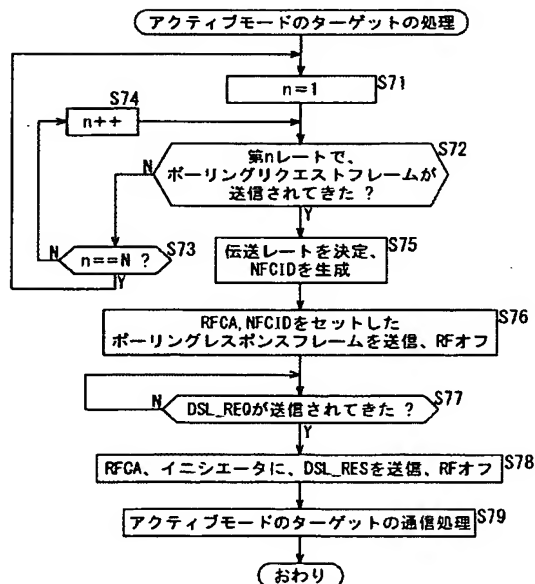 アクティブモードのターゲットの処理
n=1
S71
S74
n++
第nレートで、
ポーリングリクエストフレームが
送信されてきた ?
S72
N
Y
n==N ?
S73
N
Y
伝送レートを決定、
NFCIDを生成
S75
RFCA,NFCIDをセットした
ポーリングレスポンスフレームを送信、RFオフ
S76
DSL_REQが送信されてきた ?
S77
N
Y
RFCA、イニシエータに、DSL_RESを送信、RFオフ
S78
アクティブモードのターゲットの通信処理
S79
おわり